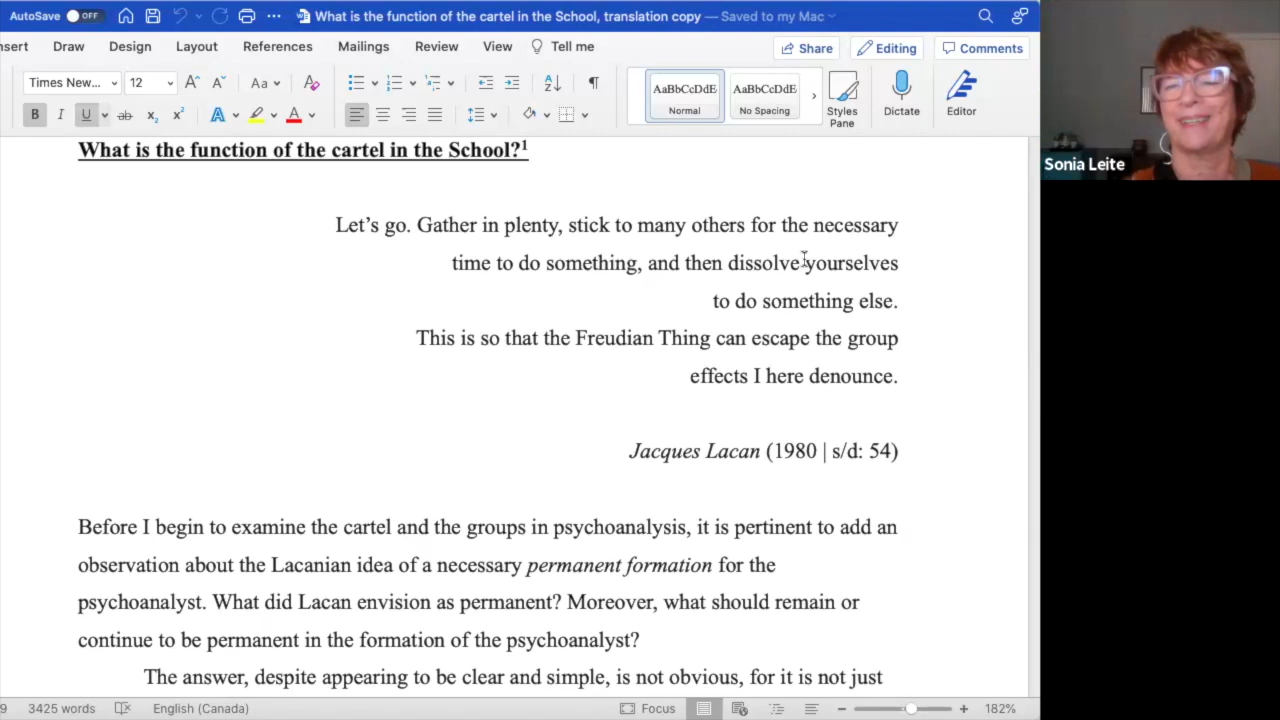 AutoSave OFF ... What is the function of the cartel in the School, translation copy — Saved to my Mac
nsert Draw Design Layout References Mailings Review View Tell me Share Editing Comments
Times New... 12 A A Aa A AaBbCcDdE AaBbCcDdE
B I U ab x₂ x² A A Normal No Spacing Styles Pane Dictate Editor
What is the function of the cartel in the School?¹
Let's go. Gather in plenty, stick to many others for the necessary
time to do something, and then dissolve yourselves
to do something else.
This is so that the Freudian Thing can escape the group
effects I here denounce.
Jacques Lacan (1980 | s/d: 54)
Before I begin to examine the cartel and the groups in psychoanalysis, it is pertinent to add an
observation about the Lacanian idea of a necessary permanent formation for the
psychoanalyst. What did Lacan envision as permanent? Moreover, what should remain or
continue to be permanent in the formation of the psychoanalyst?
The answer, despite appearing to be clear and simple, is not obvious, for it is not just
9 3425 words English (Canada) Focus 182%
Sonia Leite